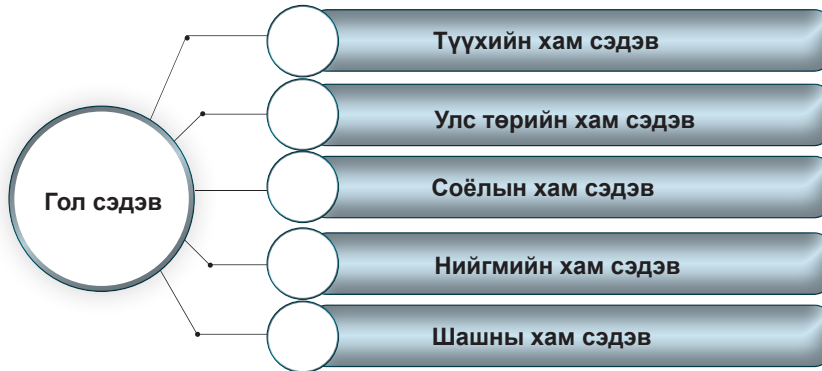 Гол сэдэв
Түүхийн хам сэдэв
Улс төрийн хам сэдэв
Соёлын хам сэдэв
Нийгмийн хам сэдэв
Шашны хам сэдэв